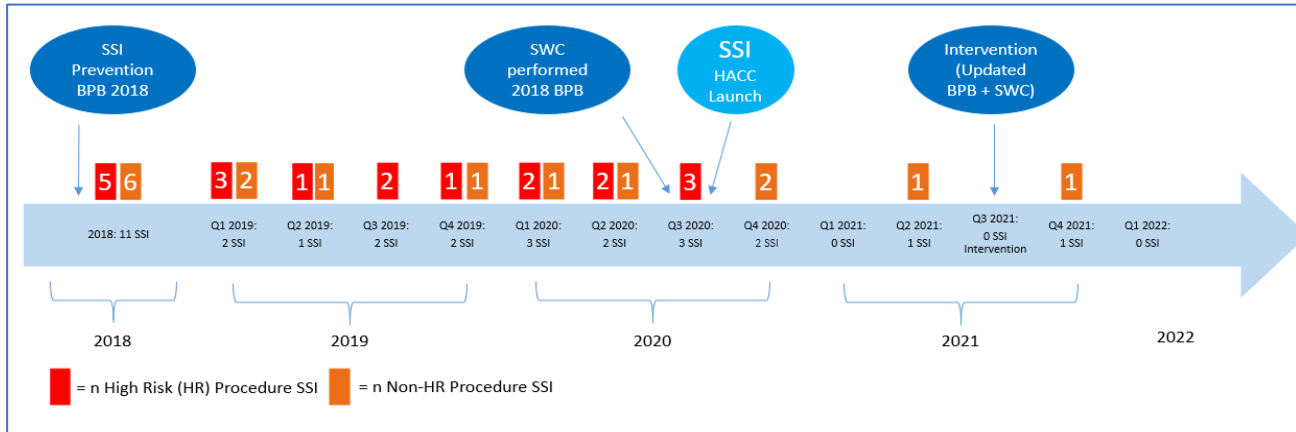 SSI
Prevention
BPB 2018
SWC
performed
2018 BPB
SSI
HACC
Launch
Intervention
(Updated
BPB + SWC)
5 6
3 2
1 1
2
1 1
2 1
2 1
3
2
1
1
2018: 11 SSI
Q1 2019:
2 SSI
Q2 2019:
1 SSI
Q3 2019:
2 SSI
Q4 2019:
2 SSI
Q1 2020:
3 SSI
Q2 2020:
2 SSI
Q3 2020:
3 SSI
Q4 2020:
2 SSI
Q1 2021:
0 SSI
Q2 2021:
1 SSI
Q3 2021:
0 SSI
Intervention
Q4 2021:
1 SSI
Q1 2022:
0 SSI
2018
2019
2020
2021
2022
= n High Risk (HR) Procedure SSI
= n Non-HR Procedure SSI